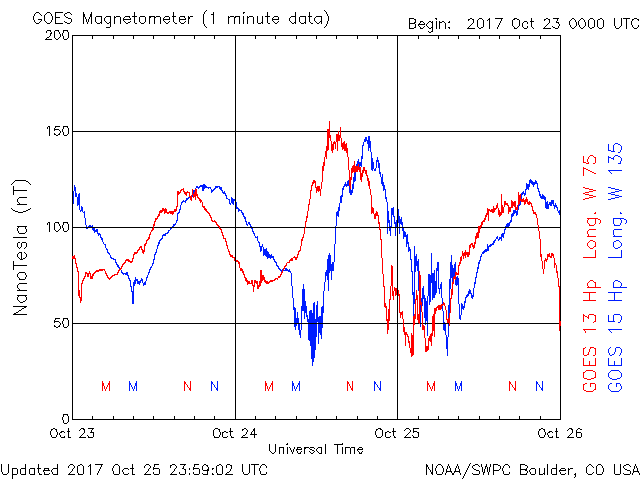 GOES Magnetometer (1 minute data)
Begin: 2017 Oct 23 0000 UTC
200
150
100
50
0
NanoTesla (nT)
M M N N M M N N M M N N
Oct 23 Oct 24 Oct 25 Oct 26
Universal Time
GOES 13 Hp Long. W 75
GOES 15 Hp Long. W 135
Updated 2017 Oct 25 23:59:02 UTC
NOAA/SWPC Boulder, CO USA